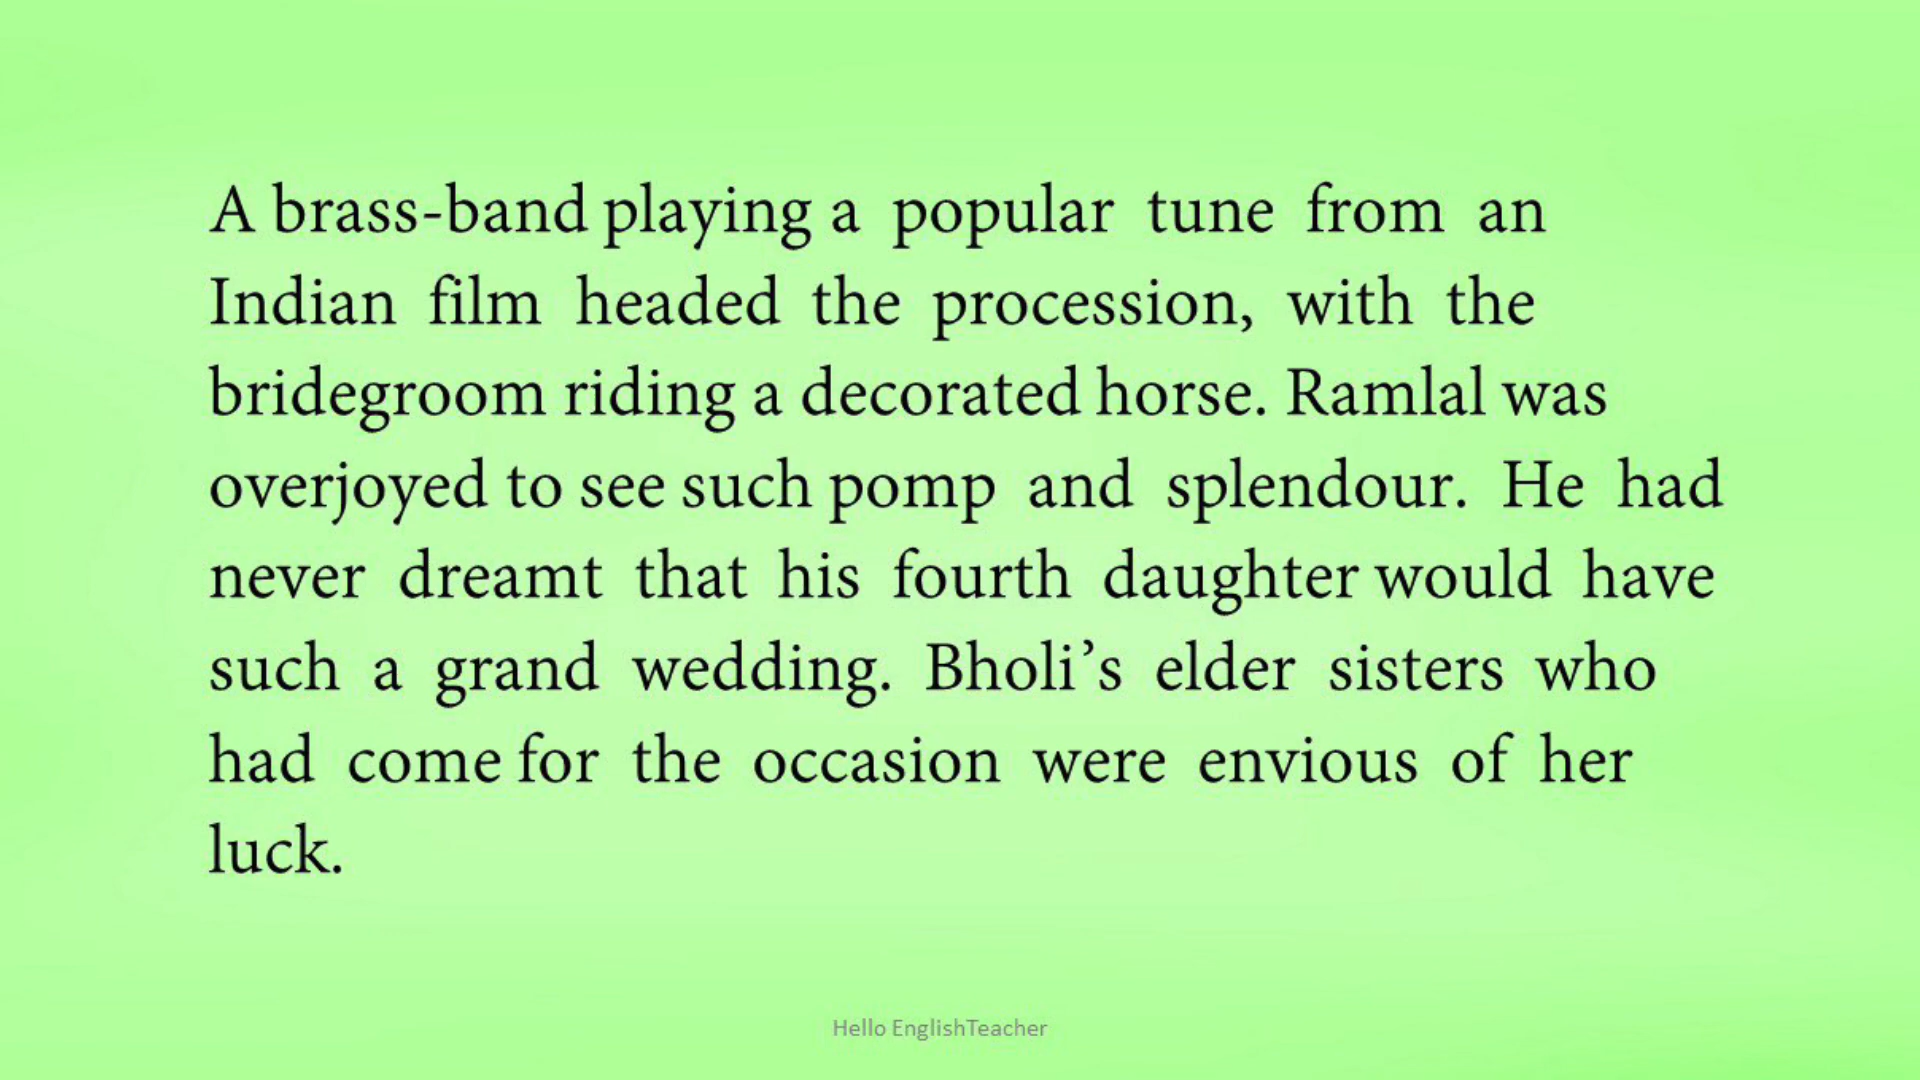 A brass-band playing a popular tune from an
Indian film headed the procession, with the
bridegroom riding a decorated horse. Ramlal was
overjoyed to see such pomp and splendour. He had
never dreamt that his fourth daughter would have
such a grand wedding. Bholi’s elder sisters who
had come for the occasion were envious of her
luck.
Hello EnglishTeacher